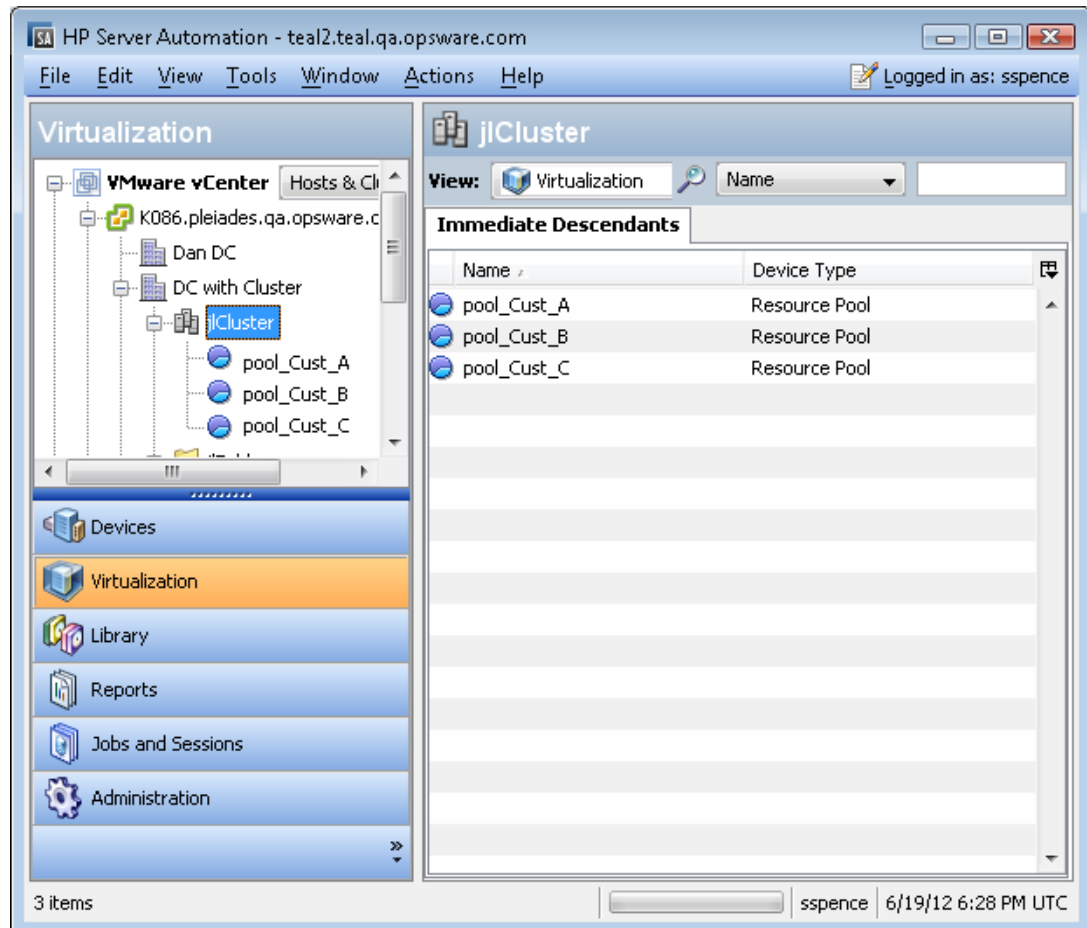 SA HP Server Automation - teal2.teal.qa.opsware.com
File Edit View Tools Window Actions Help
Logged in as: sspence
Virtualization
VMware vCenter Hosts & Cl
K086.pleiades.qa.opsware.c
Dan DC
DC with Cluster
jlCluster
pool_Cust_A
pool_Cust_B
pool_Cust_C
Devices
Virtualization
Library
Reports
Jobs and Sessions
Administration
jlCluster
View: Virtualization Name
Immediate Descendants
Name Device Type
pool_Cust_A Resource Pool
pool_Cust_B Resource Pool
pool_Cust_C Resource Pool
3 items sspence 6/19/12 6:28 PM UTC